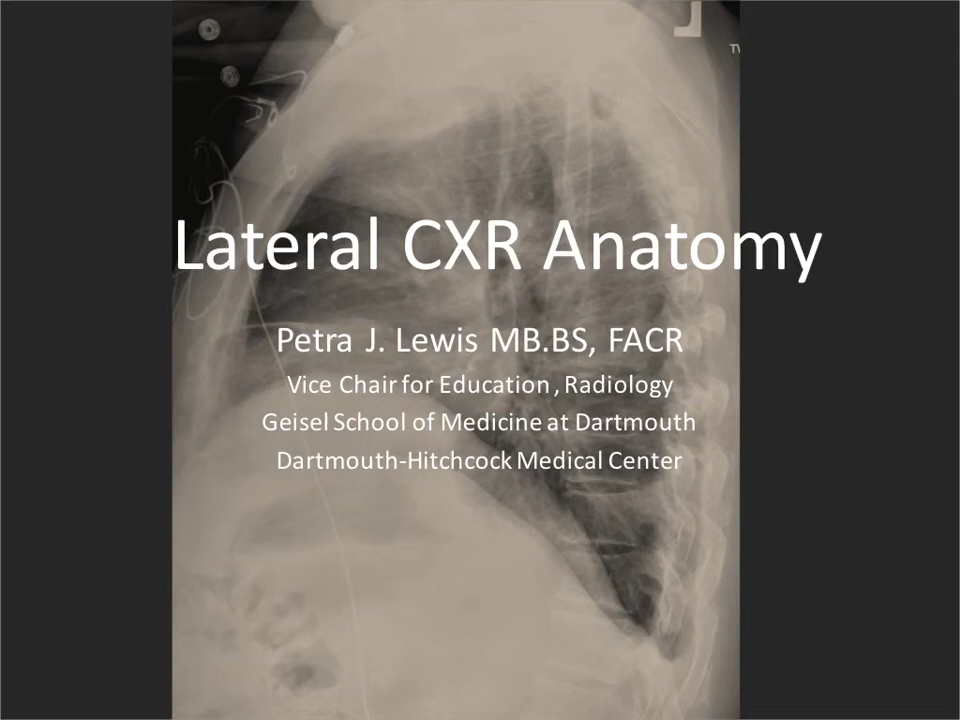 Lateral CXR Anatomy
Petra J. Lewis MB.BS, FACR
Vice Chair for Education , Radiology
Geisel School of Medicine at Dartmouth
Dartmouth-Hitchcock Medical Center